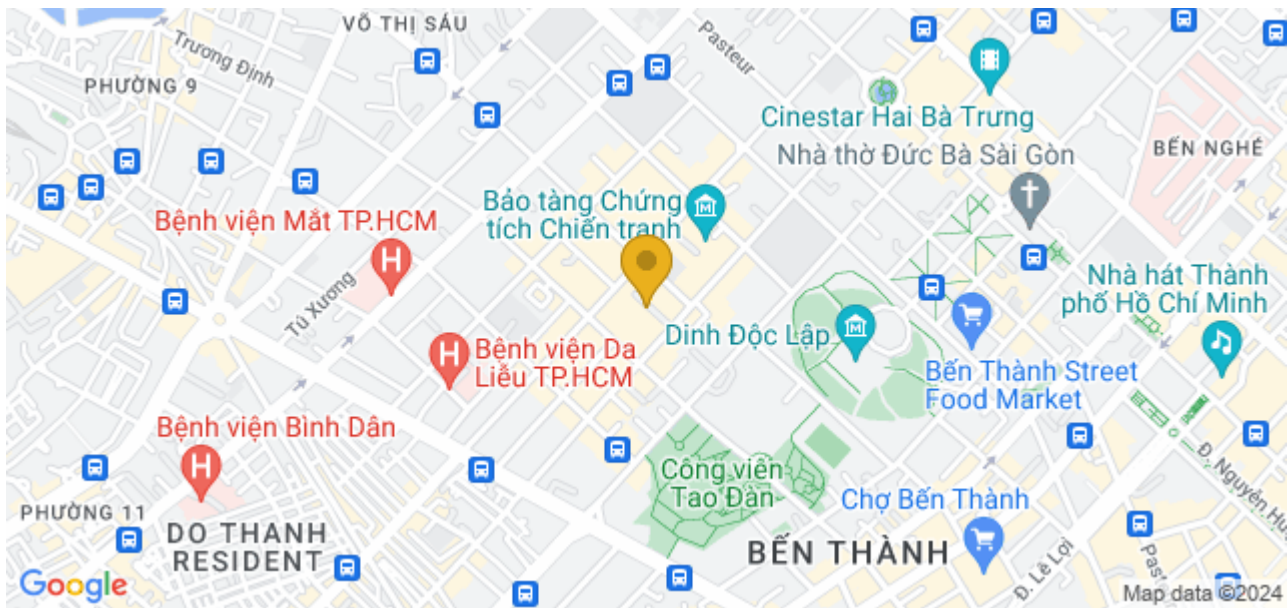 VÕ THỊ SÁU
Trương Định
Pasteur
PHƯỜNG 9
Cinestar Hai Bà Trưng
Nhà thờ Đức Bà Sài Gòn
BẾN NGHÉ
Bảo tàng Chứng
tích Chiến tranh
Bệnh viện Mắt TP.HCM
H
M
Tú Xương
Nhà hát Thành
phố Hồ Chí Minh
Dinh Độc Lập
M
Bệnh viện Da
Liễu TP.HCM
H
Bến Thành Street
Food Market
Bệnh viện Bình Dân
H
Công viên
Tao Đàn
Đ. Nguyễn Huệ
Chợ Bến Thành
PHƯỜNG 11
DO THANH
RESIDENT
BẾN THÀNH
Đ. Lê Lợi
Google
Map data ©2024